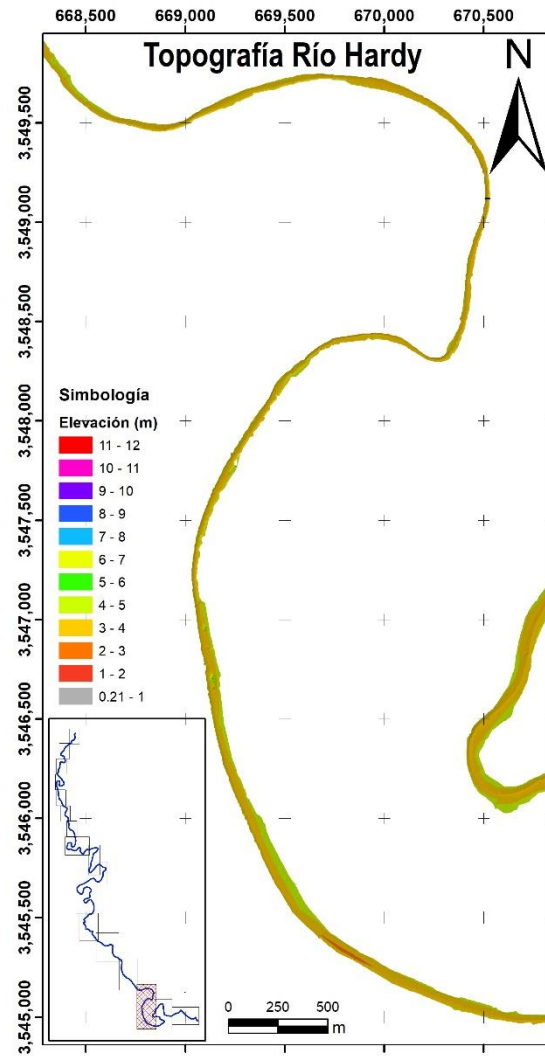 668,500 669,000 669,500 670,000 670,500
Topografía Río Hardy
N
3,549,500
3,549,000
3,548,500
3,548,000
3,547,500
3,547,000
3,546,500
3,546,000
3,545,500
3,545,000
Simbología
Elevación (m)
11 - 12
10 - 11
9 - 10
8 - 9
7 - 8
6 - 7
5 - 6
4 - 5
3 - 4
2 - 3
1 - 2
0.21 - 1
0 250 500
m